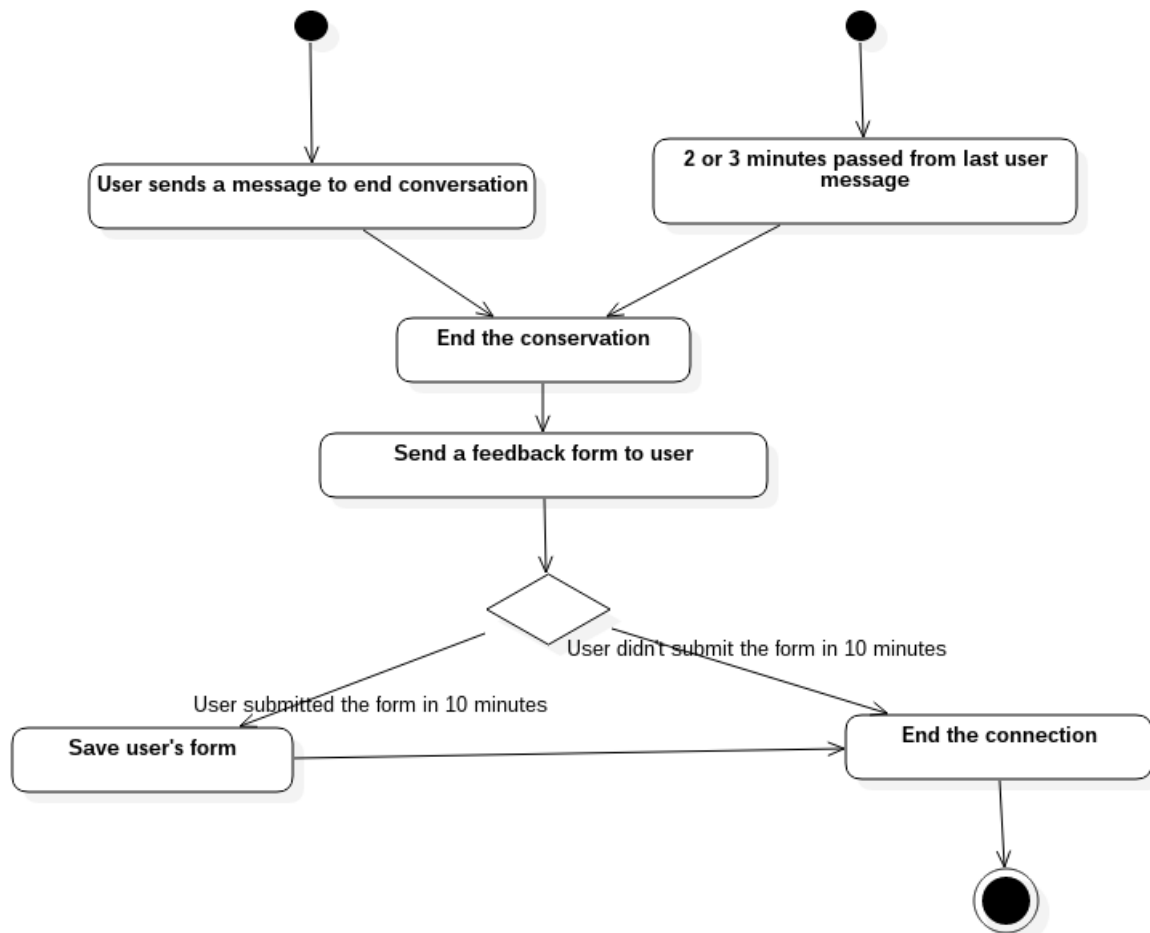 User sends a message to end conversation
2 or 3 minutes passed from last user
message
End the conservation
Send a feedback form to user
User didn't submit the form in 10 minutes
User submitted the form in 10 minutes
Save user's form
End the connection